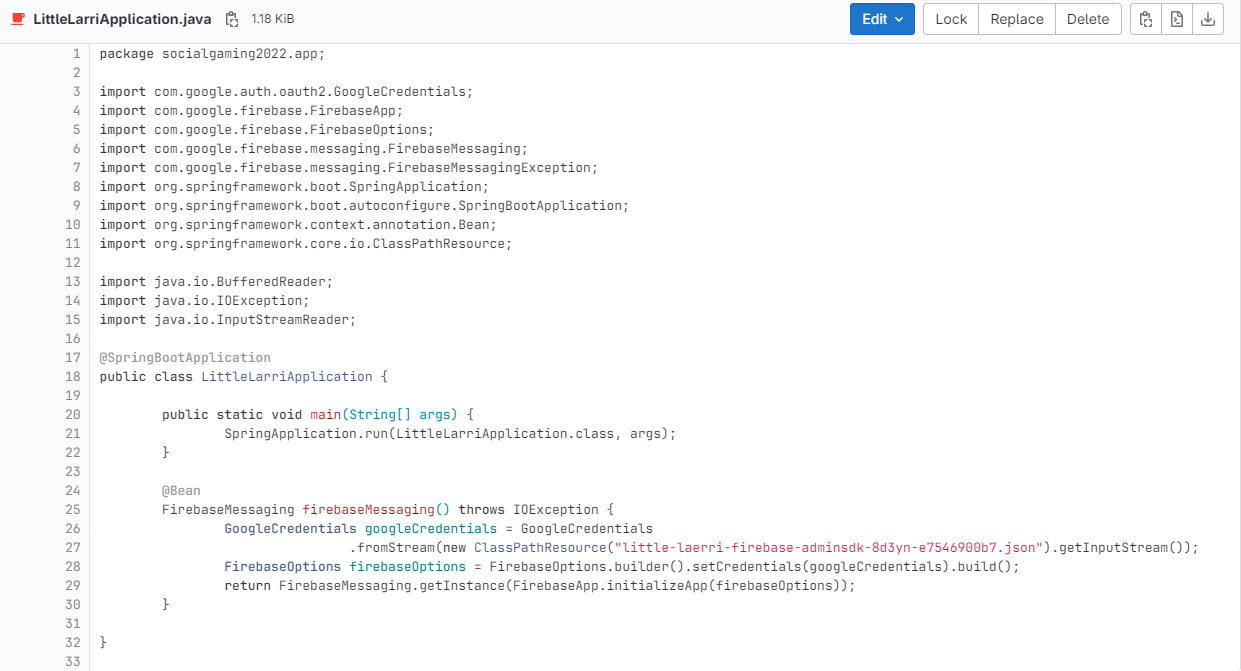 LittleLarriApplication.java 1.18 KiB Edit Lock Replace Delete
1 package socialgaming2022.app;
2
3 import com.google.auth.oauth2.GoogleCredentials;
4 import com.google.firebase.FirebaseApp;
5 import com.google.firebase.FirebaseOptions;
6 import com.google.firebase.messaging.FirebaseMessaging;
7 import com.google.firebase.messaging.FirebaseMessagingException;
8 import org.springframework.boot.SpringApplication;
9 import org.springframework.boot.autoconfigure.SpringBootApplication;
10 import org.springframework.context.annotation.Bean;
11 import org.springframework.core.io.ClassPathResource;
12
13 import java.io.BufferedReader;
14 import java.io.IOException;
15 import java.io.InputStreamReader;
16
17 @SpringBootApplication
18 public class LittleLarriApplication {
19
20 public static void main(String[] args) {
21 SpringApplication.run(LittleLarriApplication.class, args);
22 }
23
24 @Bean
25 FirebaseMessaging firebaseMessaging() throws IOException {
26 GoogleCredentials googleCredentials = GoogleCredentials
27 .fromStream(new ClassPathResource("little-laerri-firebase-adminsdk-8d3yn-e7546900b7.json").getInputStream());
28 FirebaseOptions firebaseOptions = FirebaseOptions.builder().setCredentials(googleCredentials).build();
29 return FirebaseMessaging.getInstance(FirebaseApp.initializeApp(firebaseOptions));
30 }
31
32 }
33